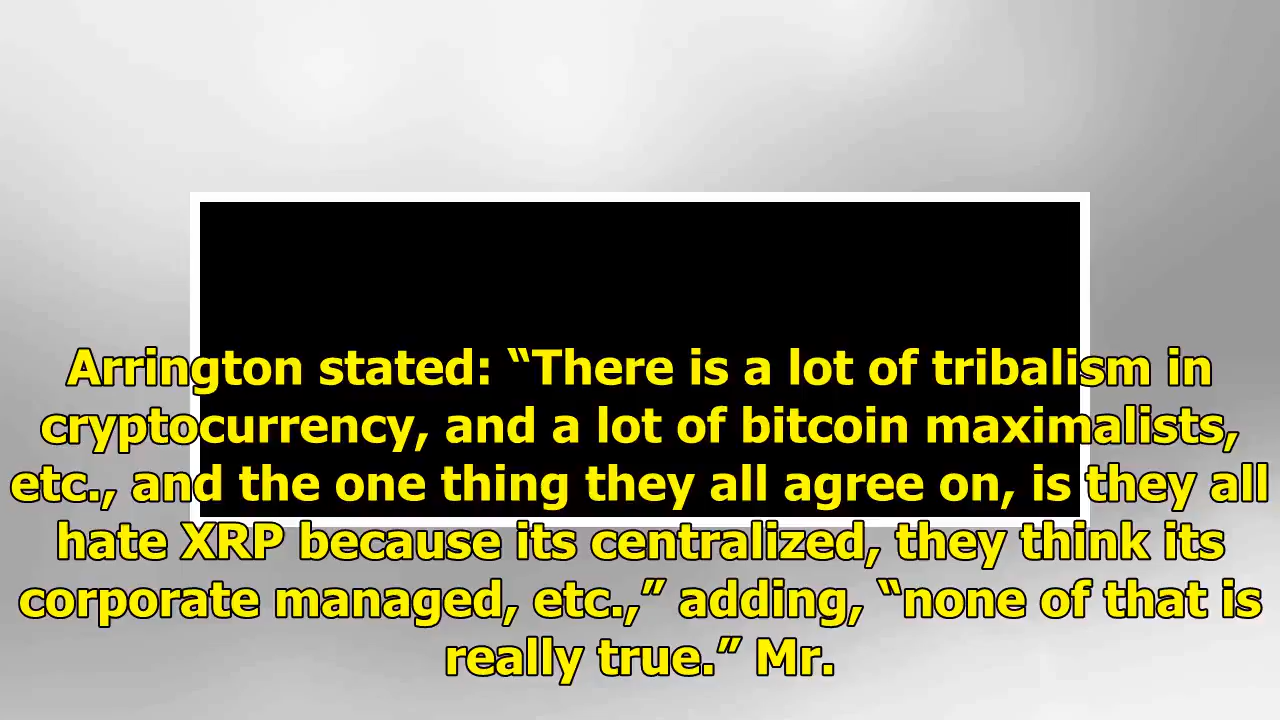 Arrington stated: “There is a lot of tribalism in
cryptocurrency, and a lot of bitcoin maximalists,
etc., and the one thing they all agree on, is they all
hate XRP because its centralized, they think its
corporate managed, etc.,” adding, “none of that is
really true.” Mr.